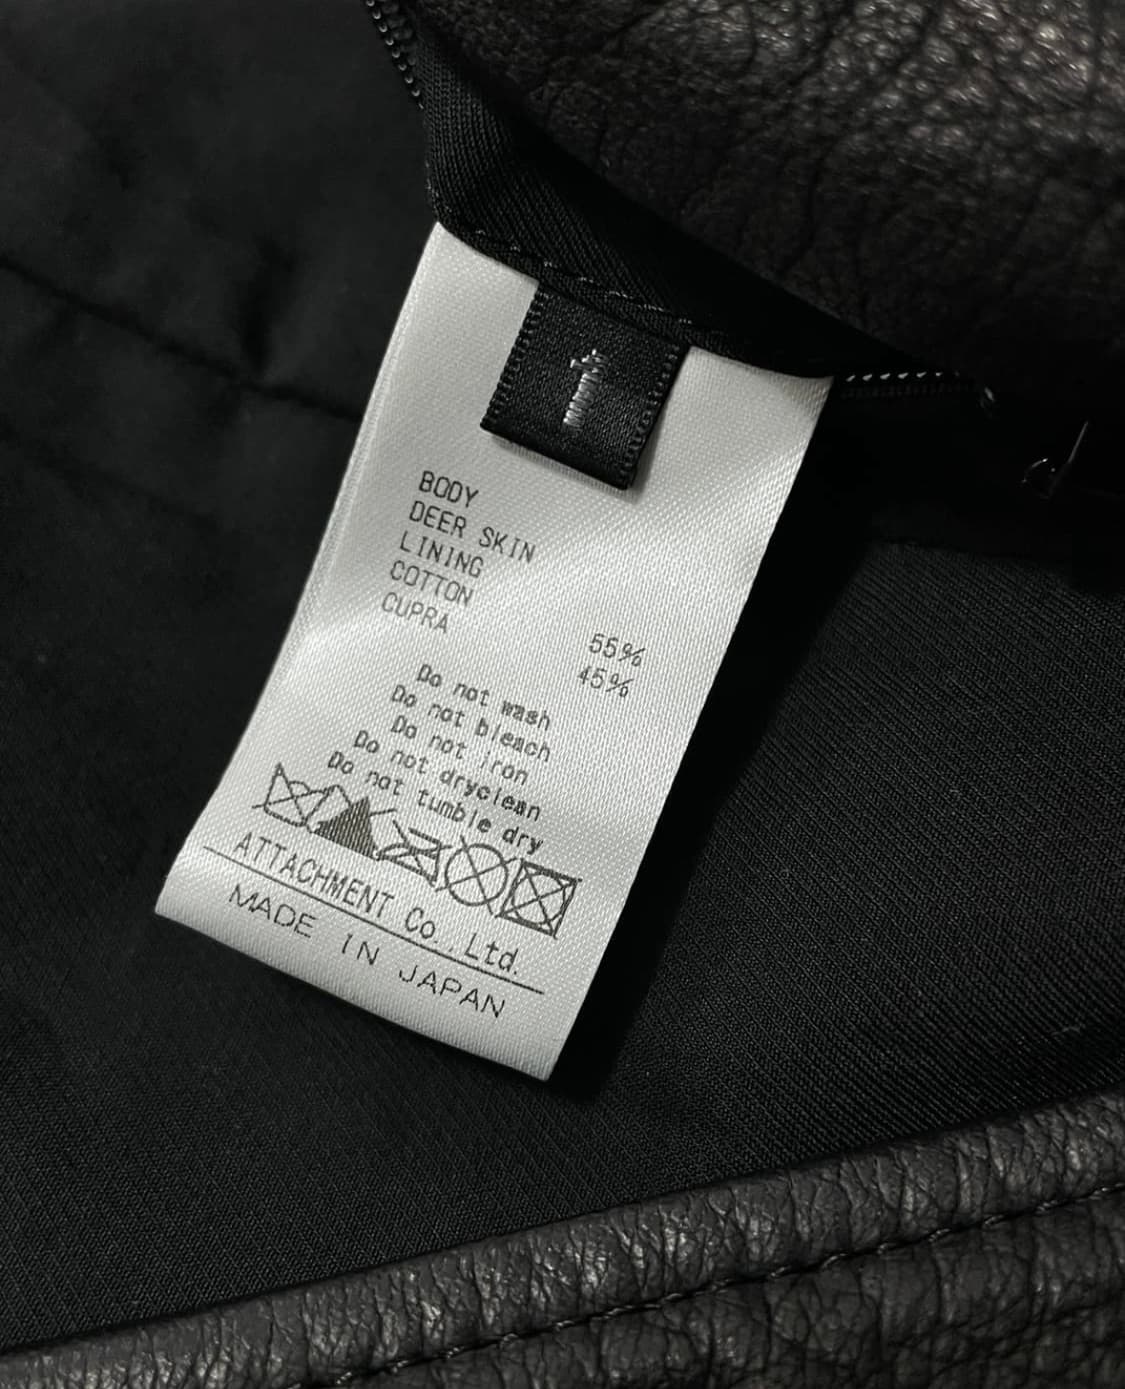 1
BODY
DEER SKIN
LINING
COTTON 55%
CUPRA 45%
Do not wash
Do not bleach
Do not iron
Do not dryclean
Do not tumble dry
ATTACHMENT Co., Ltd.
MADE IN JAPAN